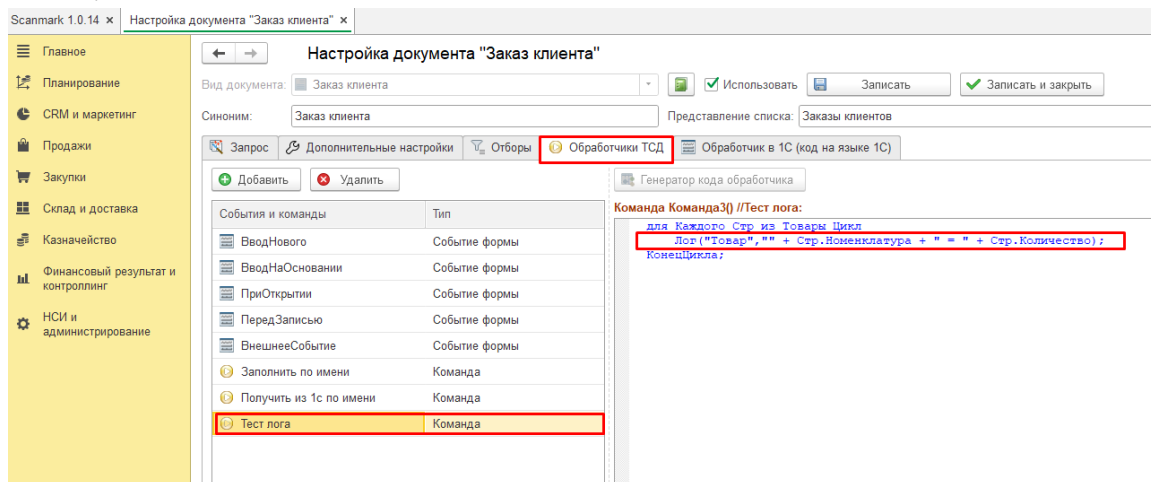 Scanmark 1.0.14 × Настройка документа "Заказ клиента" ×
Главное
Планирование
CRM и маркетинг
Продажи
Закупки
Склад и доставка
Казначейство
Финансовый результат и
контроллинг
НСИ и
администрирование
Настройка документа "Заказ клиента"
Вид документа: Заказ клиента Использовать Записать Записать и закрыть
Синоним: Заказ клиента Представление списка: Заказы клиентов
Запрос Дополнительные настройки Отборы Обработчики ТСД Обработчик в 1С (код на языке 1С)
Добавить Удалить Генератор кода обработчика
События и команды Тип
ВводНового Событие формы
ВводНаОсновании Событие формы
ПриОткрытии Событие формы
ПередЗаписью Событие формы
ВнешнееСобытие Событие формы
Заполнить по имени Команда
Получить из 1с по имени Команда
Тест лога Команда
Команда Команда3() //Тест лога:
для Каждого Стр из Товары Цикл
Лог("Товар","" + Стр.Номенклатура + " = " + Стр.Количество);
КонецЦикла;